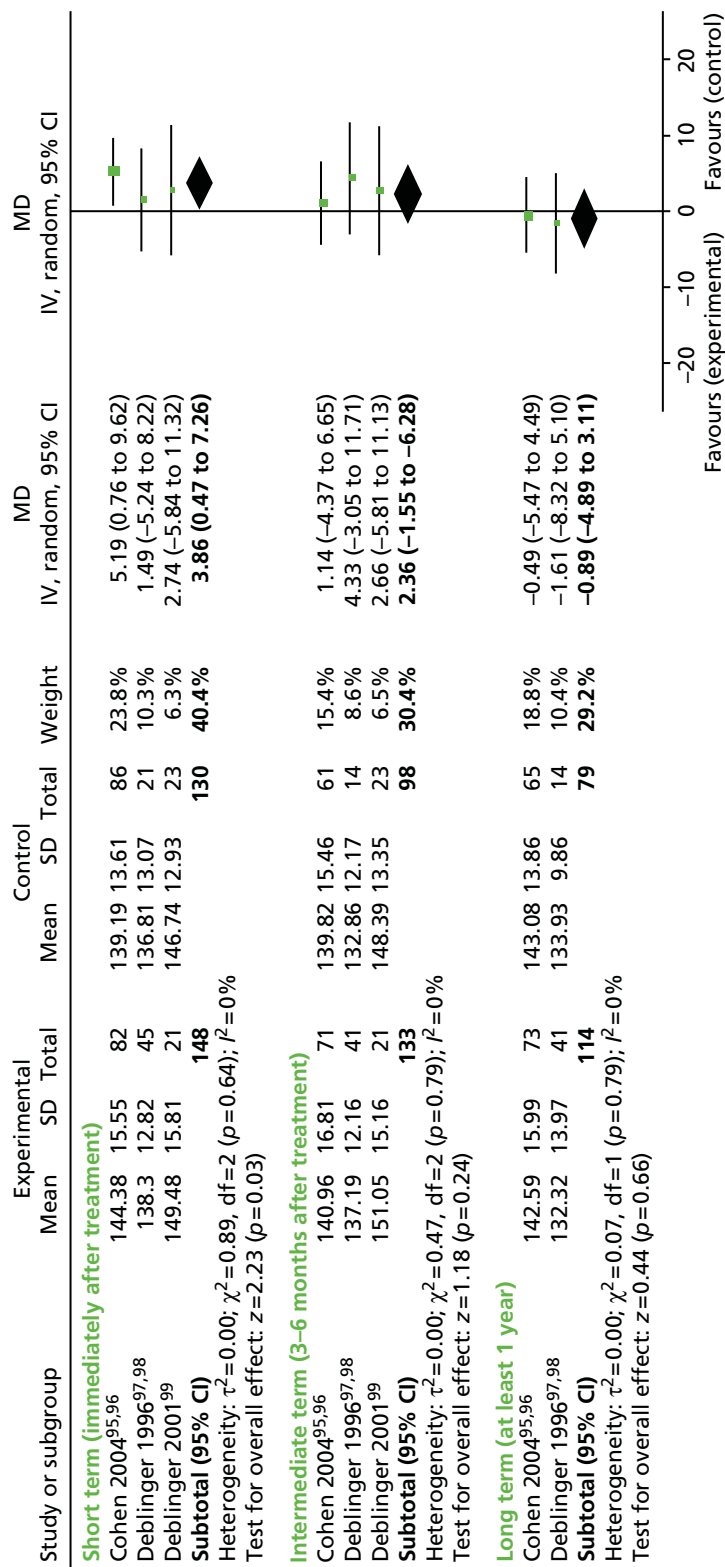 Experimental Control MD MD
Study or subgroup Mean SD Total Mean SD Total Weight IV, random, 95% CI IV, random, 95% CI
Short term (immediately after treatment)
Cohen 2004⁹⁵,⁹⁶ 144.38 15.55 82 139.19 13.61 86 23.8% 5.19 (0.76 to 9.62)
Deblinger 1996⁹⁷,⁹⁸ 138.3 12.82 45 136.81 13.07 21 10.3% 1.49 (−5.24 to 8.22)
Deblinger 2001⁹⁹ 149.48 15.81 21 146.74 12.93 23 6.3% 2.74 (−5.84 to 11.32)
Subtotal (95% CI) 148 130 40.4% 3.86 (0.47 to 7.26)
Heterogeneity: τ²=0.00; χ²=0.89, df=2 (p=0.64); I²=0%
Test for overall effect: z=2.23 (p=0.03)
Intermediate term (3–6 months after treatment)
Cohen 2004⁹⁵,⁹⁶ 140.96 16.81 71 139.82 15.46 61 15.4% 1.14 (−4.37 to 6.65)
Deblinger 1996⁹⁷,⁹⁸ 137.19 12.16 41 132.86 12.17 14 8.6% 4.33 (−3.05 to 11.71)
Deblinger 2001⁹⁹ 151.05 15.16 21 148.39 13.35 23 6.5% 2.66 (−5.81 to 11.13)
Subtotal (95% CI) 133 98 30.4% 2.36 (−1.55 to −6.28)
Heterogeneity: τ²=0.00; χ²=0.47, df=2 (p=0.79); I²=0%
Test for overall effect: z=1.18 (p=0.24)
Long term (at least 1 year)
Cohen 2004⁹⁵,⁹⁶ 142.59 15.99 73 143.08 13.86 65 18.8% −0.49 (−5.47 to 4.49)
Deblinger 1996⁹⁷,⁹⁸ 132.32 13.97 41 133.93 9.86 14 10.4% −1.61 (−8.32 to 5.10)
Subtotal (95% CI) 114 79 29.2% −0.89 (−4.89 to 3.11)
Heterogeneity: τ²=0.00; χ²=0.07, df=1 (p=0.79); I²=0%
Test for overall effect: z=0.44 (p=0.66)
−20 −10 0 10 20
Favours (experimental) Favours (control)